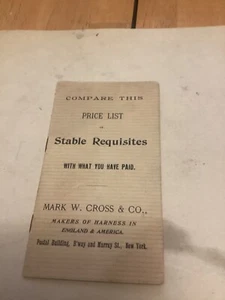 COMPARE THIS
PRICE LIST
OF
Stable Requisites
WITH WHAT YOU HAVE PAID.
MARK W. CROSS & CO.,
MAKERS OF HARNESS IN
ENGLAND & AMERICA.
Postal Building, B'way and Murray St., New York.